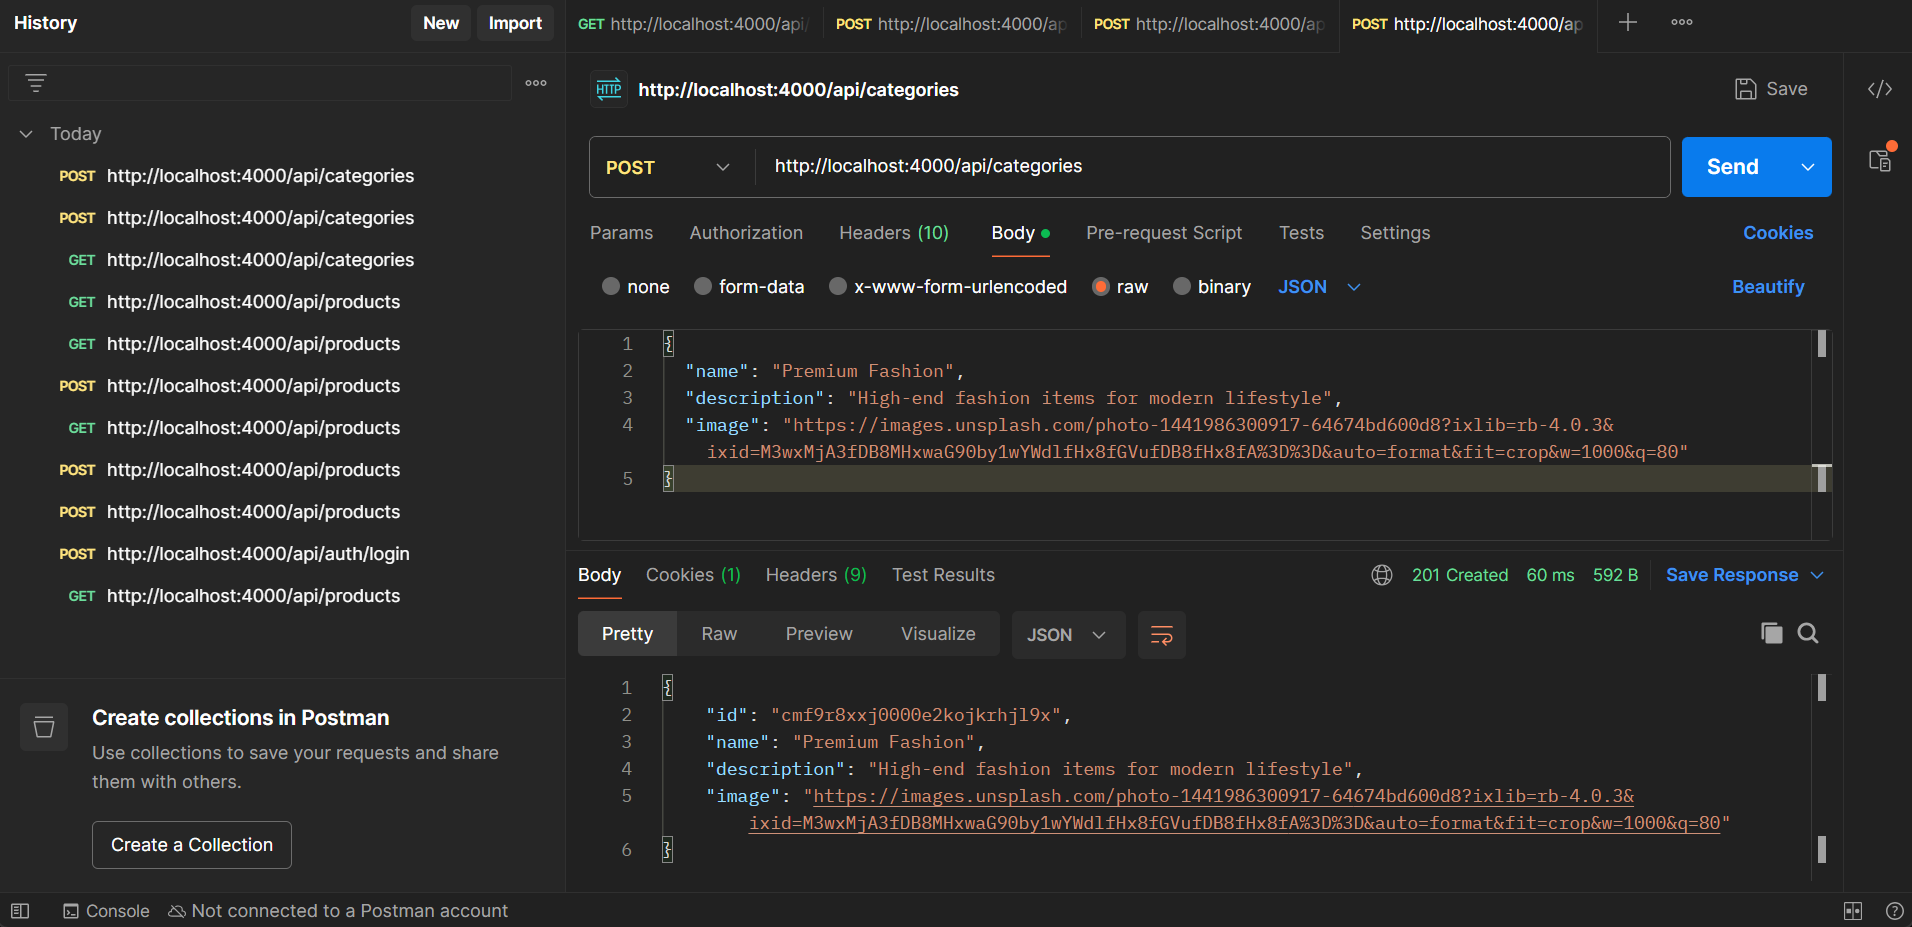 History
New
Import
GET http://localhost:4000/api/
POST http://localhost:4000/ap
POST http://localhost:4000/ap
POST http://localhost:4000/ap
HTTP http://localhost:4000/api/categories
Save
Today
POST http://localhost:4000/api/categories
POST http://localhost:4000/api/categories
GET http://localhost:4000/api/categories
GET http://localhost:4000/api/products
GET http://localhost:4000/api/products
POST http://localhost:4000/api/products
GET http://localhost:4000/api/products
POST http://localhost:4000/api/products
POST http://localhost:4000/api/products
POST http://localhost:4000/api/auth/login
GET http://localhost:4000/api/products
Create collections in Postman
Use collections to save your requests and share
them with others.
Create a Collection
POST http://localhost:4000/api/categories
Send
Params Authorization Headers (10) Body Pre-request Script Tests Settings Cookies
none form-data x-www-form-urlencoded raw binary JSON Beautify
1 {
2 "name": "Premium Fashion",
3 "description": "High-end fashion items for modern lifestyle",
4 "image": "https://images.unsplash.com/photo-1441986300917-64674bd600d8?ixlib=rb-4.0.3&
ixid=M3wxMjA3fDB8MHxwaG90by1wYWdlfHx8fGVufDB8fHx8fA%3D%3D&auto=format&fit=crop&w=1000&q=80"
5 }
Body Cookies (1) Headers (9) Test Results 201 Created 60 ms 592 B Save Response
Pretty Raw Preview Visualize JSON
1 {
2 "id": "cmf9r8xxj0000e2kojkrhjl9x",
3 "name": "Premium Fashion",
4 "description": "High-end fashion items for modern lifestyle",
5 "image": "https://images.unsplash.com/photo-1441986300917-64674bd600d8?ixlib=rb-4.0.3&
ixid=M3wxMjA3fDB8MHxwaG90by1wYWdlfHx8fGVufDB8fHx8fA%3D%3D&auto=format&fit=crop&w=1000&q=80"
6 }
Console Not connected to a Postman account